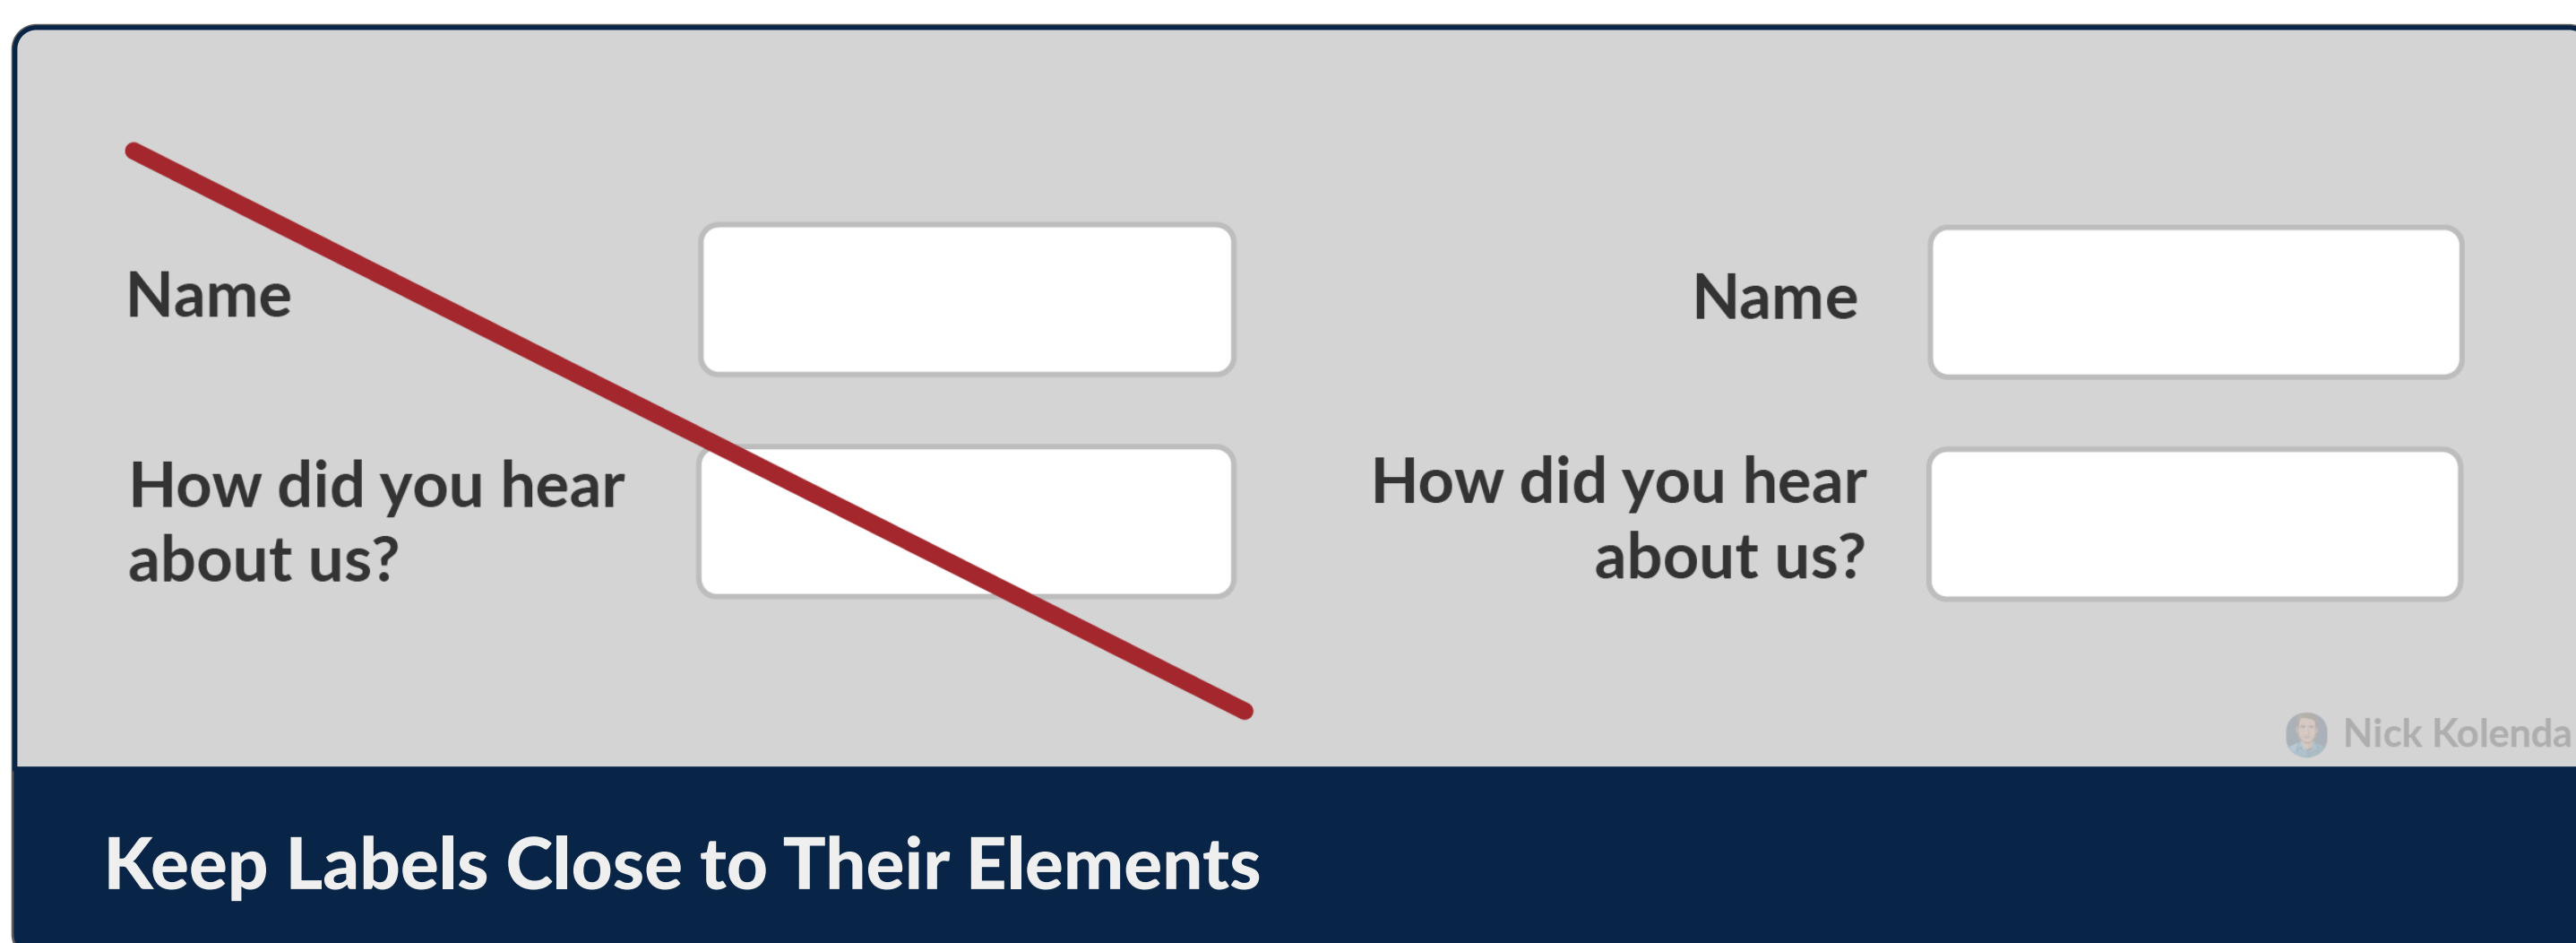 Name
How did you hear
about us?
Name
How did you hear
about us?
Nick Kolenda
Keep Labels Close to Their Elements